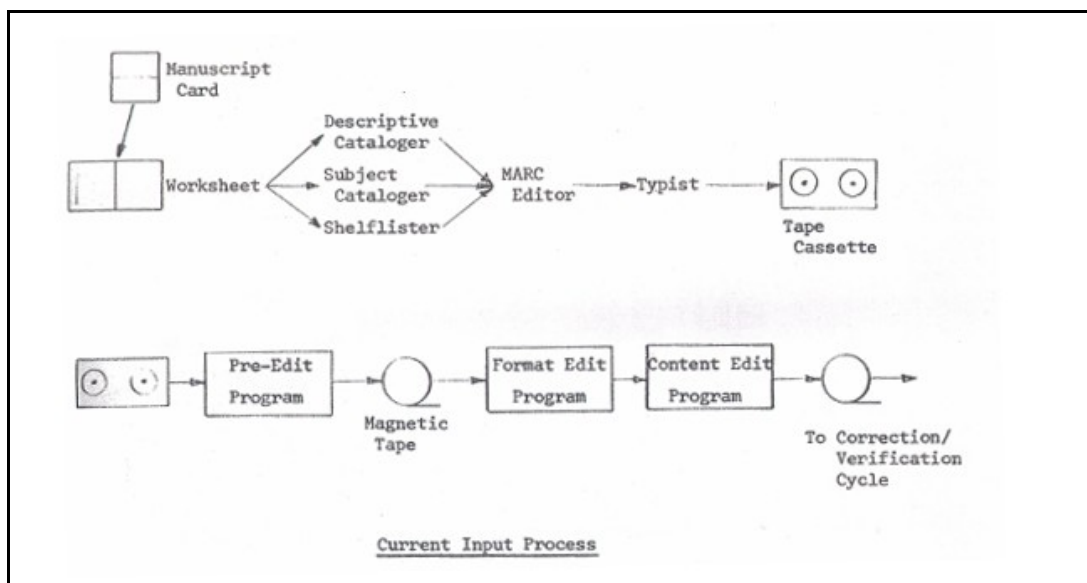 Manuscript
Card
Descriptive
Cataloger
Worksheet
Subject
Cataloger
Shelflister
MARC
Editor
Typist
Tape
Cassette
Pre-Edit
Program
Magnetic
Tape
Format Edit
Program
Content Edit
Program
To Correction/
Verification
Cycle
Current Input Process